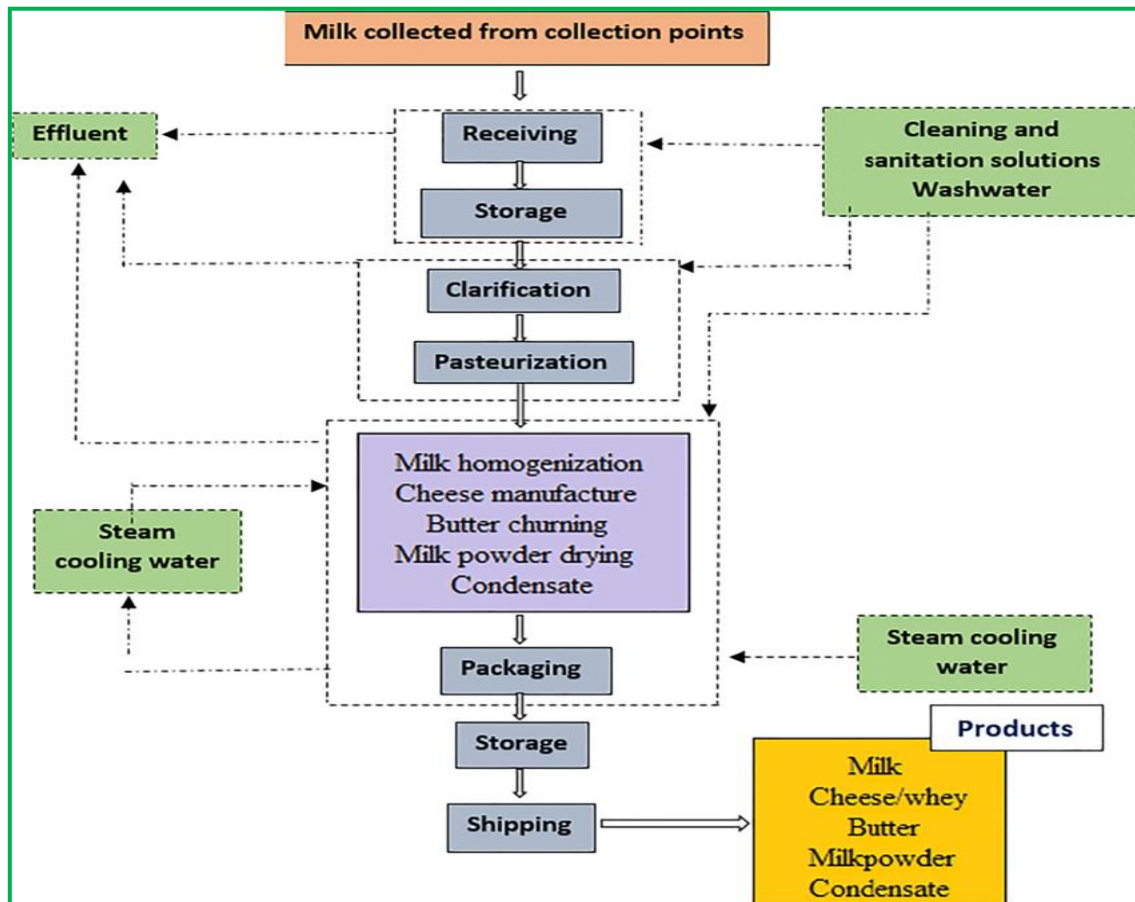 Milk collected from collection points
Effluent
Receiving
Cleaning and
sanitation solutions
Washwater
Storage
Clarification
Pasteurization
Milk homogenization
Cheese manufacture
Butter churning
Milk powder drying
Condensate
Steam
cooling water
Steam cooling
water
Packaging
Storage
Products
Shipping
Milk
Cheese/whey
Butter
Milkpowder
Condensate